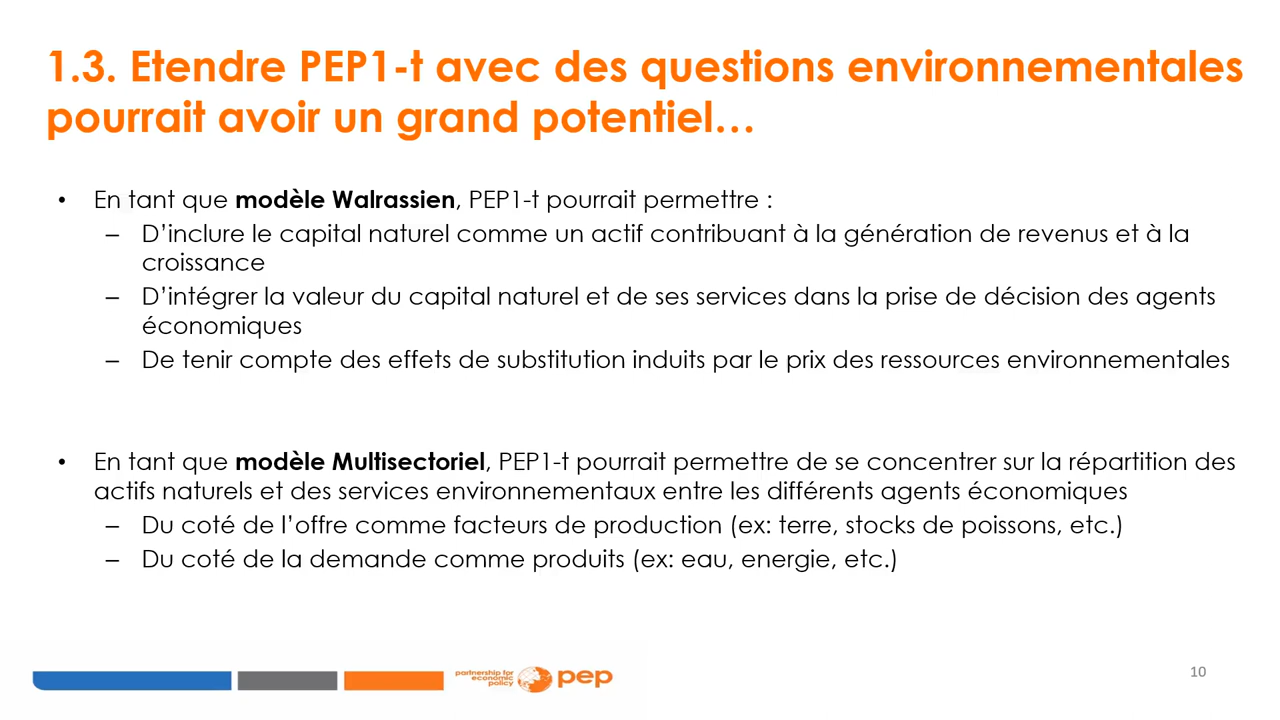 1.3. Etendre PEP1-t avec des questions environnementales
pourrait avoir un grand potentiel…
• En tant que modèle Walrassien, PEP1-t pourrait permettre :
– D’inclure le capital naturel comme un actif contribuant à la génération de revenus et à la
croissance
– D’intégrer la valeur du capital naturel et de ses services dans la prise de décision des agents
économiques
– De tenir compte des effets de substitution induits par le prix des ressources environnementales
• En tant que modèle Multisectoriel, PEP1-t pourrait permettre de se concentrer sur la répartition des
actifs naturels et des services environnementaux entre les différents agents économiques
– Du coté de l’offre comme facteurs de production (ex: terre, stocks de poissons, etc.)
– Du coté de la demande comme produits (ex: eau, energie, etc.)
partnership for
economic
policy
pep
10